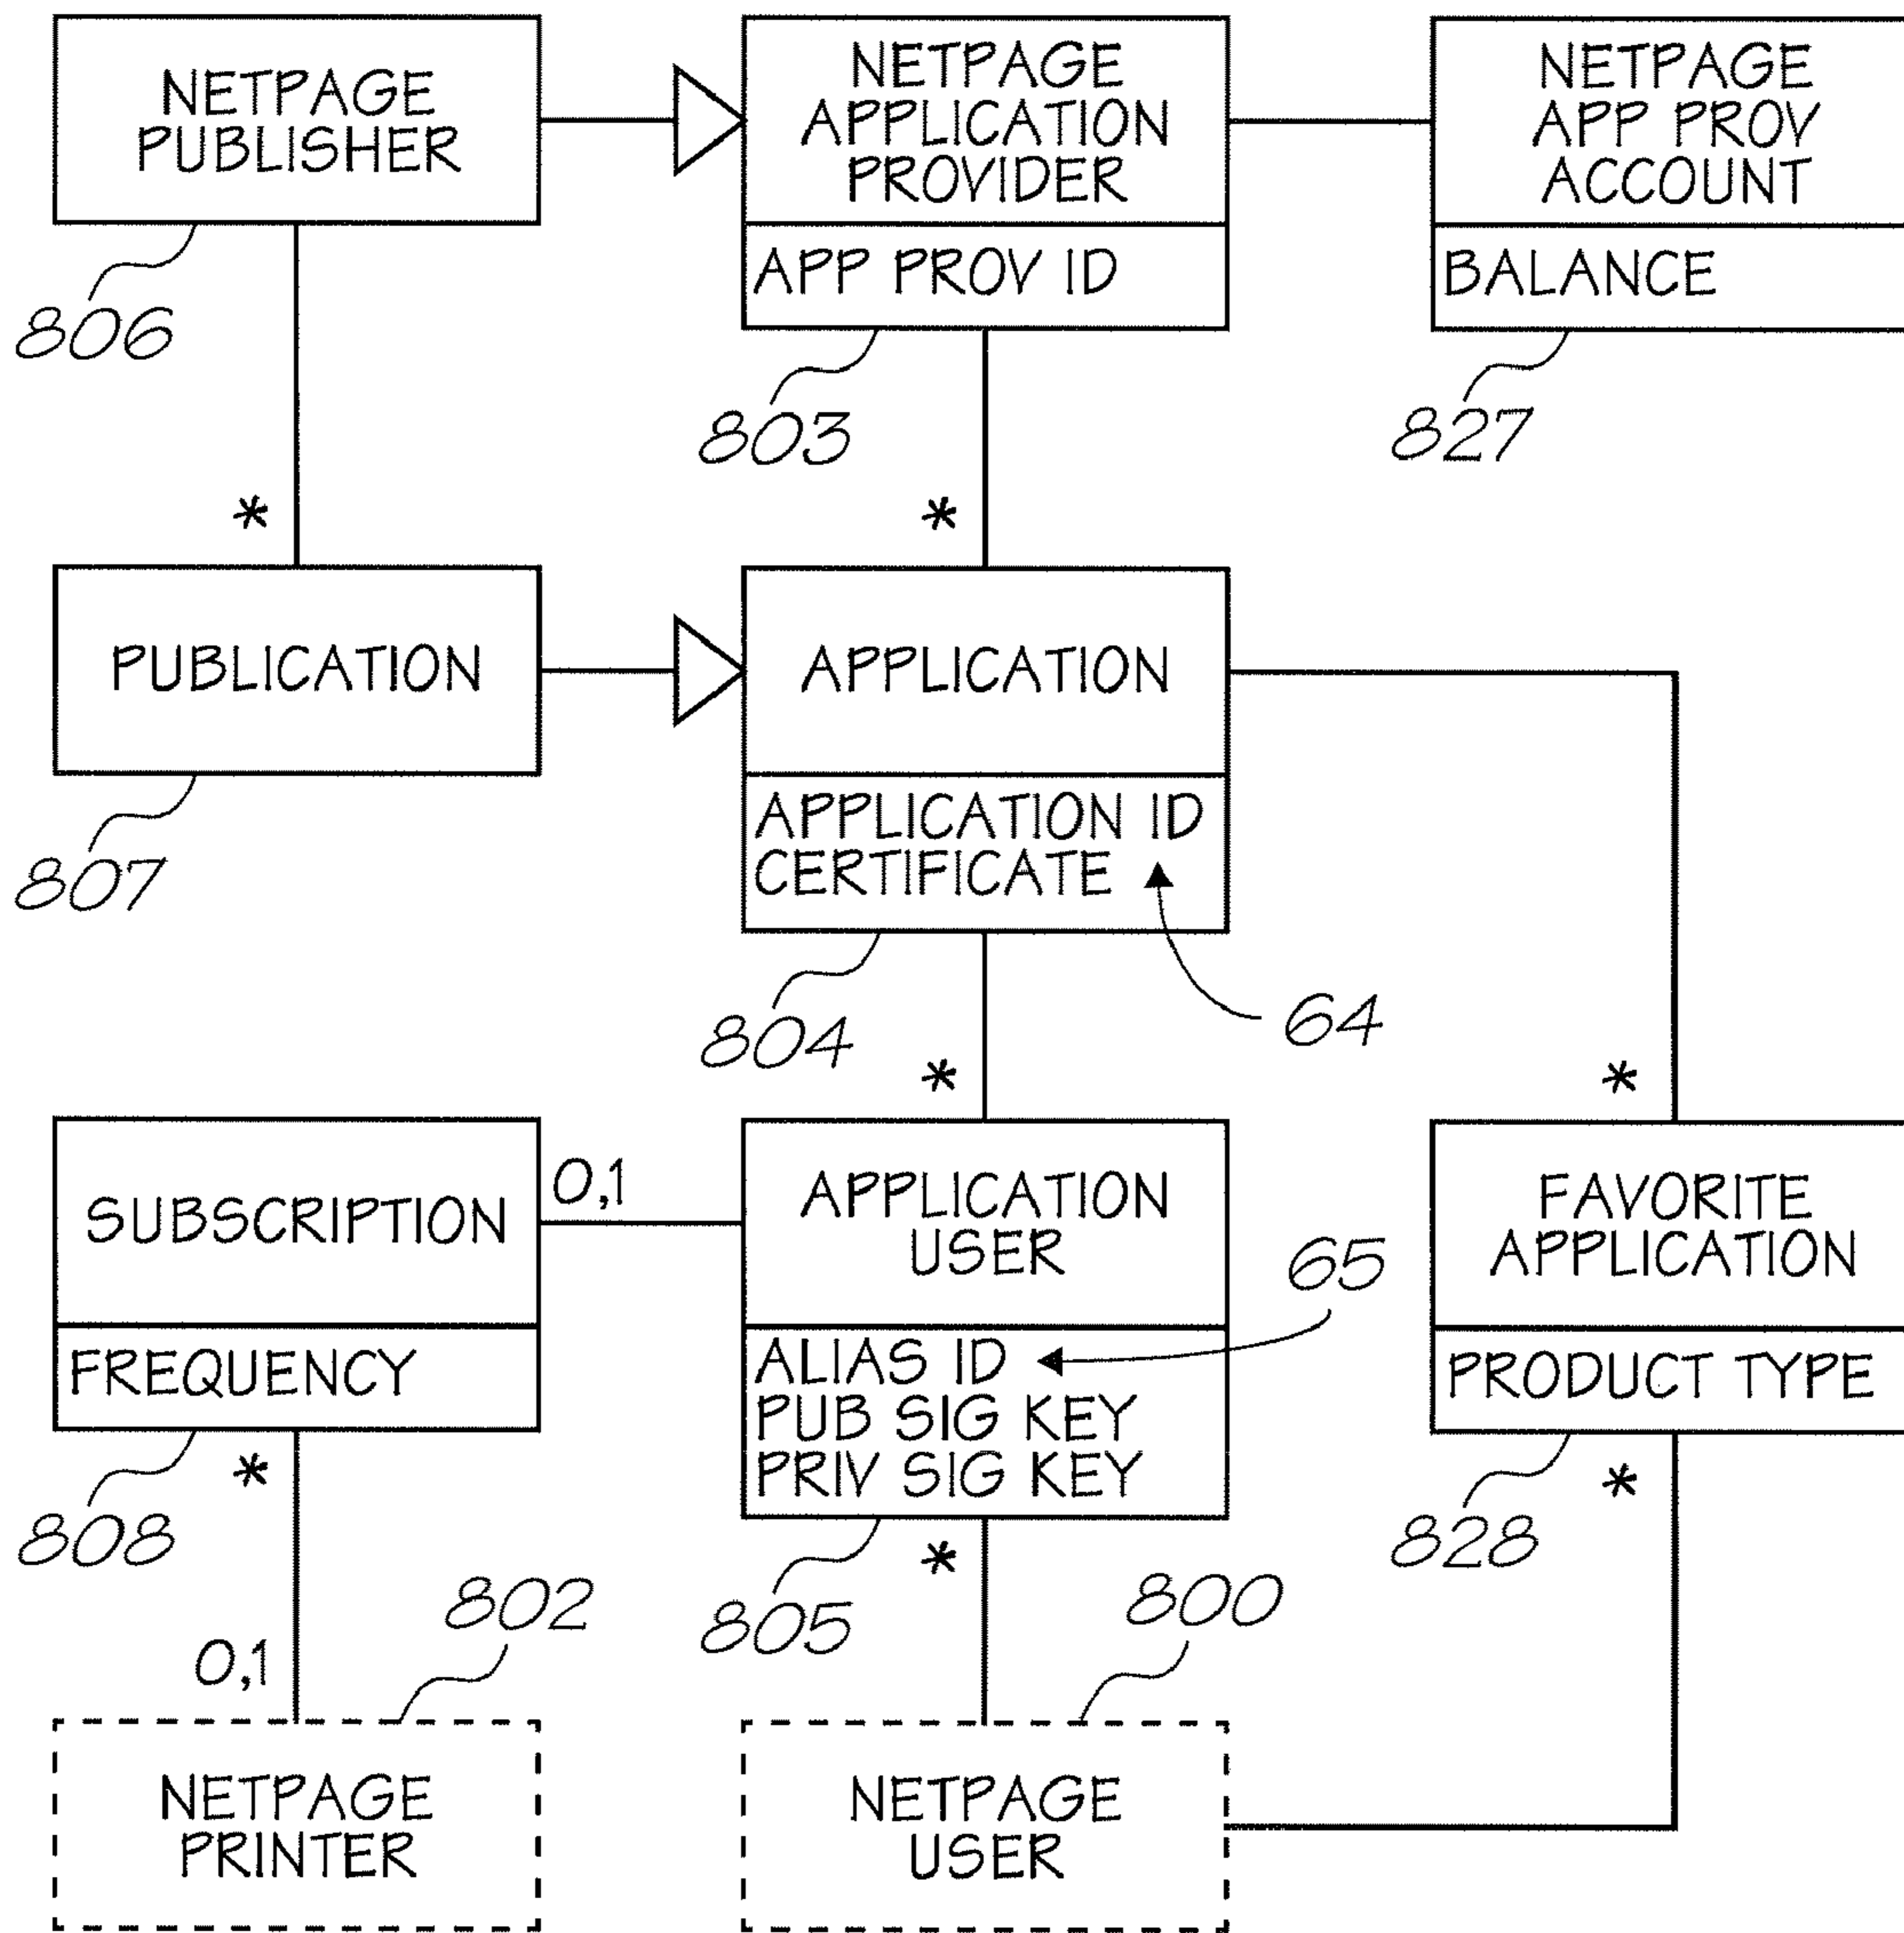 NETPAGE
PUBLISHER
NETPAGE
APPLICATION
PROVIDER
APP PROV ID
NETPAGE
APP PROV
ACCOUNT
BALANCE
806
803
827
*
*
PUBLICATION
APPLICATION
APPLICATION ID
CERTIFICATE
807
804
64
*
*
SUBSCRIPTION
FREQUENCY
0,1
APPLICATION
USER
ALIAS ID
PUB SIG KEY
PRIV SIG KEY
65
FAVORITE
APPLICATION
PRODUCT TYPE
808
*
805
*
828
*
802
800
0,1
NETPAGE
PRINTER
NETPAGE
USER